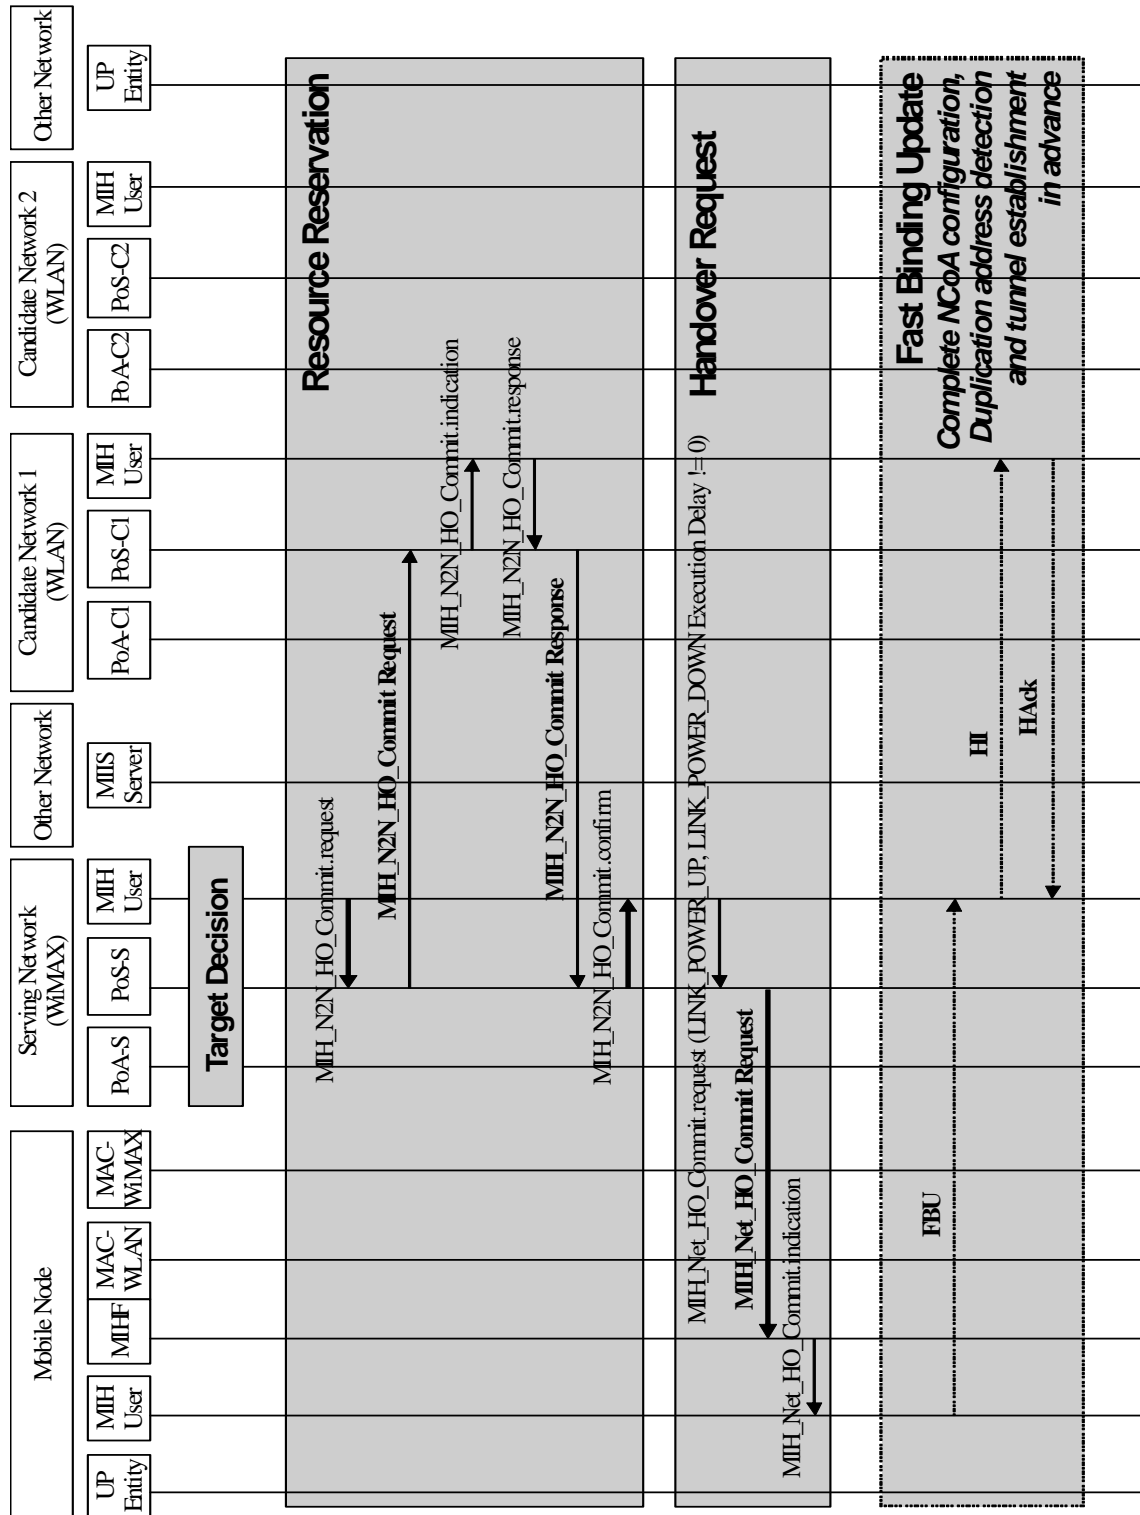 Mobile Node
Serving Network
(WiMAX)
Other Network
Candidate Network 1
(WLAN)
Candidate Network 2
(WLAN)
Other Network
UP
Entity
MIH
User
MIHF
MAC-
WLAN
MAC-
WiMAX
PoA-S
PoS-S
MIH
User
MIIS
Server
PoA-C1
PoS-C1
MIH
User
PoA-C2
PoS-C2
MIH
User
UP
Entity
Target Decision
Resource Reservation
MIH_N2N_HO_Commit.request
MIH_N2N_HO_Commit Request
MIH_N2N_HO_Commit.indication
MIH_N2N_HO_Commit.response
MIH_N2N_HO_Commit Response
MIH_N2N_HO_Commit.confirm
Handover Request
MIH_Net_HO_Commit.request (LINK_POWER_UP, LINK_POWER_DOWN Execution Delay != 0)
MIH_Net_HO_Commit Request
MIH_Net_HO_Commit.indication
Fast Binding Update
Complete NCoA configuration,
Duplication address detection
and tunnel establishment
in advance
FBU
HI
HAck